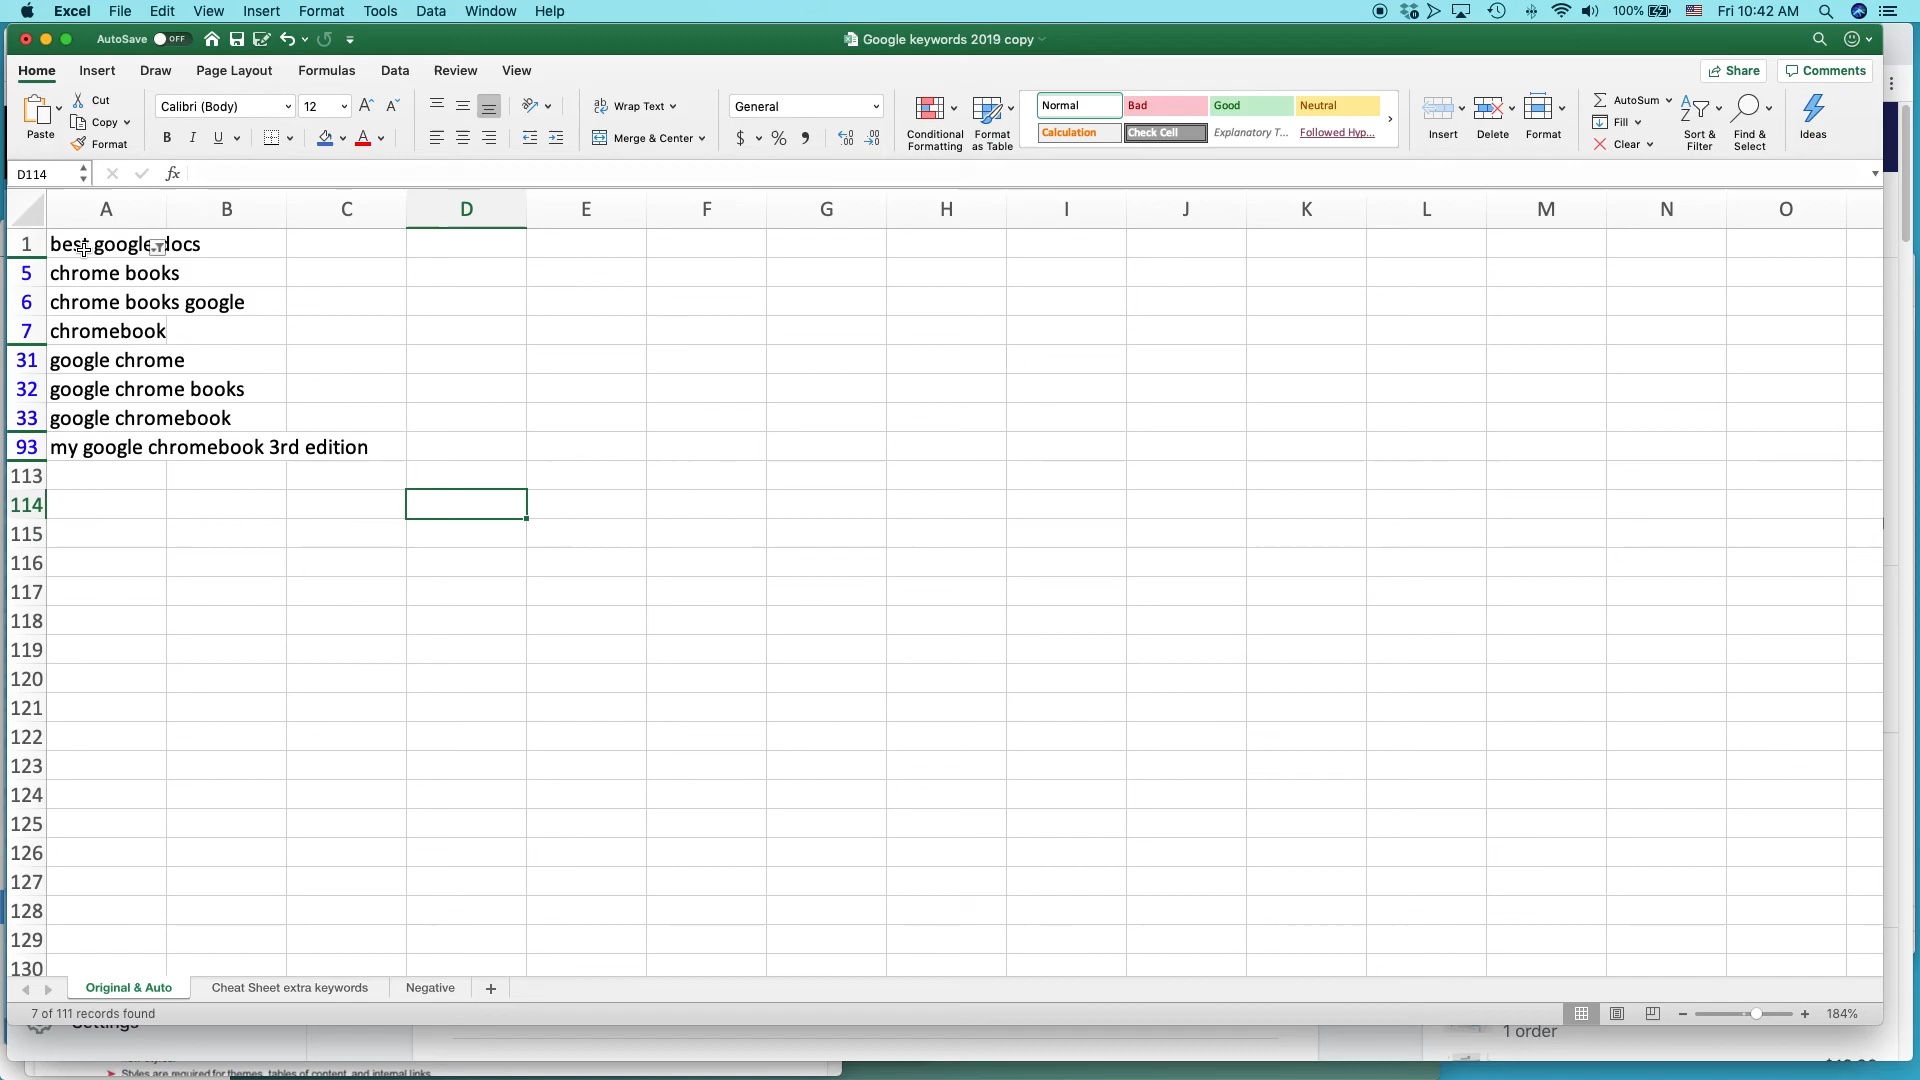 Excel File Edit View Insert Format Tools Data Window Help 100% Fri 10:42 AM
AutoSave OFF Google keywords 2019 copy
Home Insert Draw Page Layout Formulas Data Review View Share Comments
Paste Cut Copy Format
Calibri (Body) 12
B I U A
Wrap Text
Merge & Center
General
$ %
Conditional Formatting
Format as Table
Normal Bad Good Neutral
Calculation Check Cell Explanatory T... Followed Hyp...
Insert Delete Format
AutoSum
Fill
Clear
Sort & Filter
Find & Select
Ideas
D114 fx
A B C D E F G H I J K L M N O
1 best google docs
5 chrome books
6 chrome books google
7 chromebook
31 google chrome
32 google chrome books
33 google chromebook
93 my google chromebook 3rd edition
113
114
115
116
117
118
119
120
121
122
123
124
125
126
127
128
129
130
Original & Auto Cheat Sheet extra keywords Negative +
7 of 111 records found 184%
Settings
1 order
Styles are required for themes, tables of content, and internal links